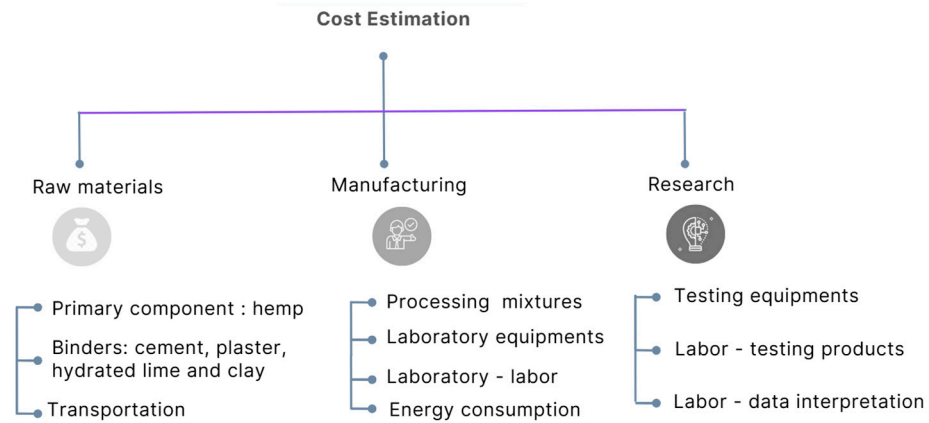 Cost Estimation
Raw materials
Manufacturing
Research
$
Primary component : hemp
Binders: cement, plaster,
hydrated lime and clay
Transportation
Processing mixtures
Laboratory equipments
Laboratory - labor
Energy consumption
Testing equipments
Labor - testing products
Labor - data interpretation